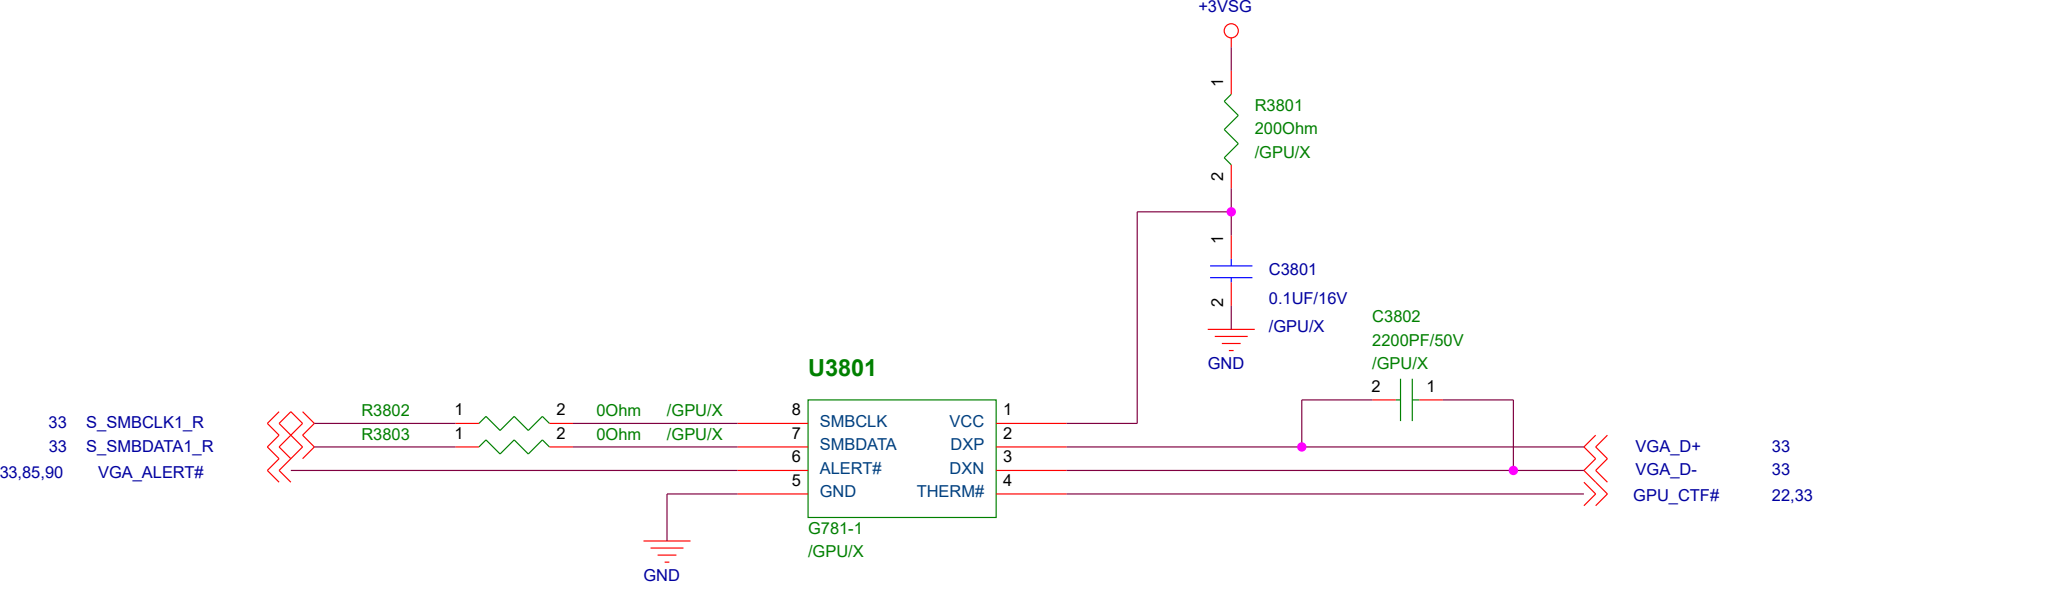 +3VSG
1
R3801
200Ohm
/GPU/X
2
1
C3801
0.1UF/16V
2
/GPU/X
GND
C3802
2200PF/50V
/GPU/X
2 1
U3801
33 S_SMBCLK1_R R3802 1 2 0Ohm /GPU/X 8 SMBCLK VCC 1
33 S_SMBDATA1_R R3803 1 2 0Ohm /GPU/X 7 SMBDATA DXP 2 VGA_D+ 33
33,85,90 VGA_ALERT# 6 ALERT# DXN 3 VGA_D- 33
5 GND THERM# 4 GPU_CTF# 22,33
G781-1
/GPU/X
GND